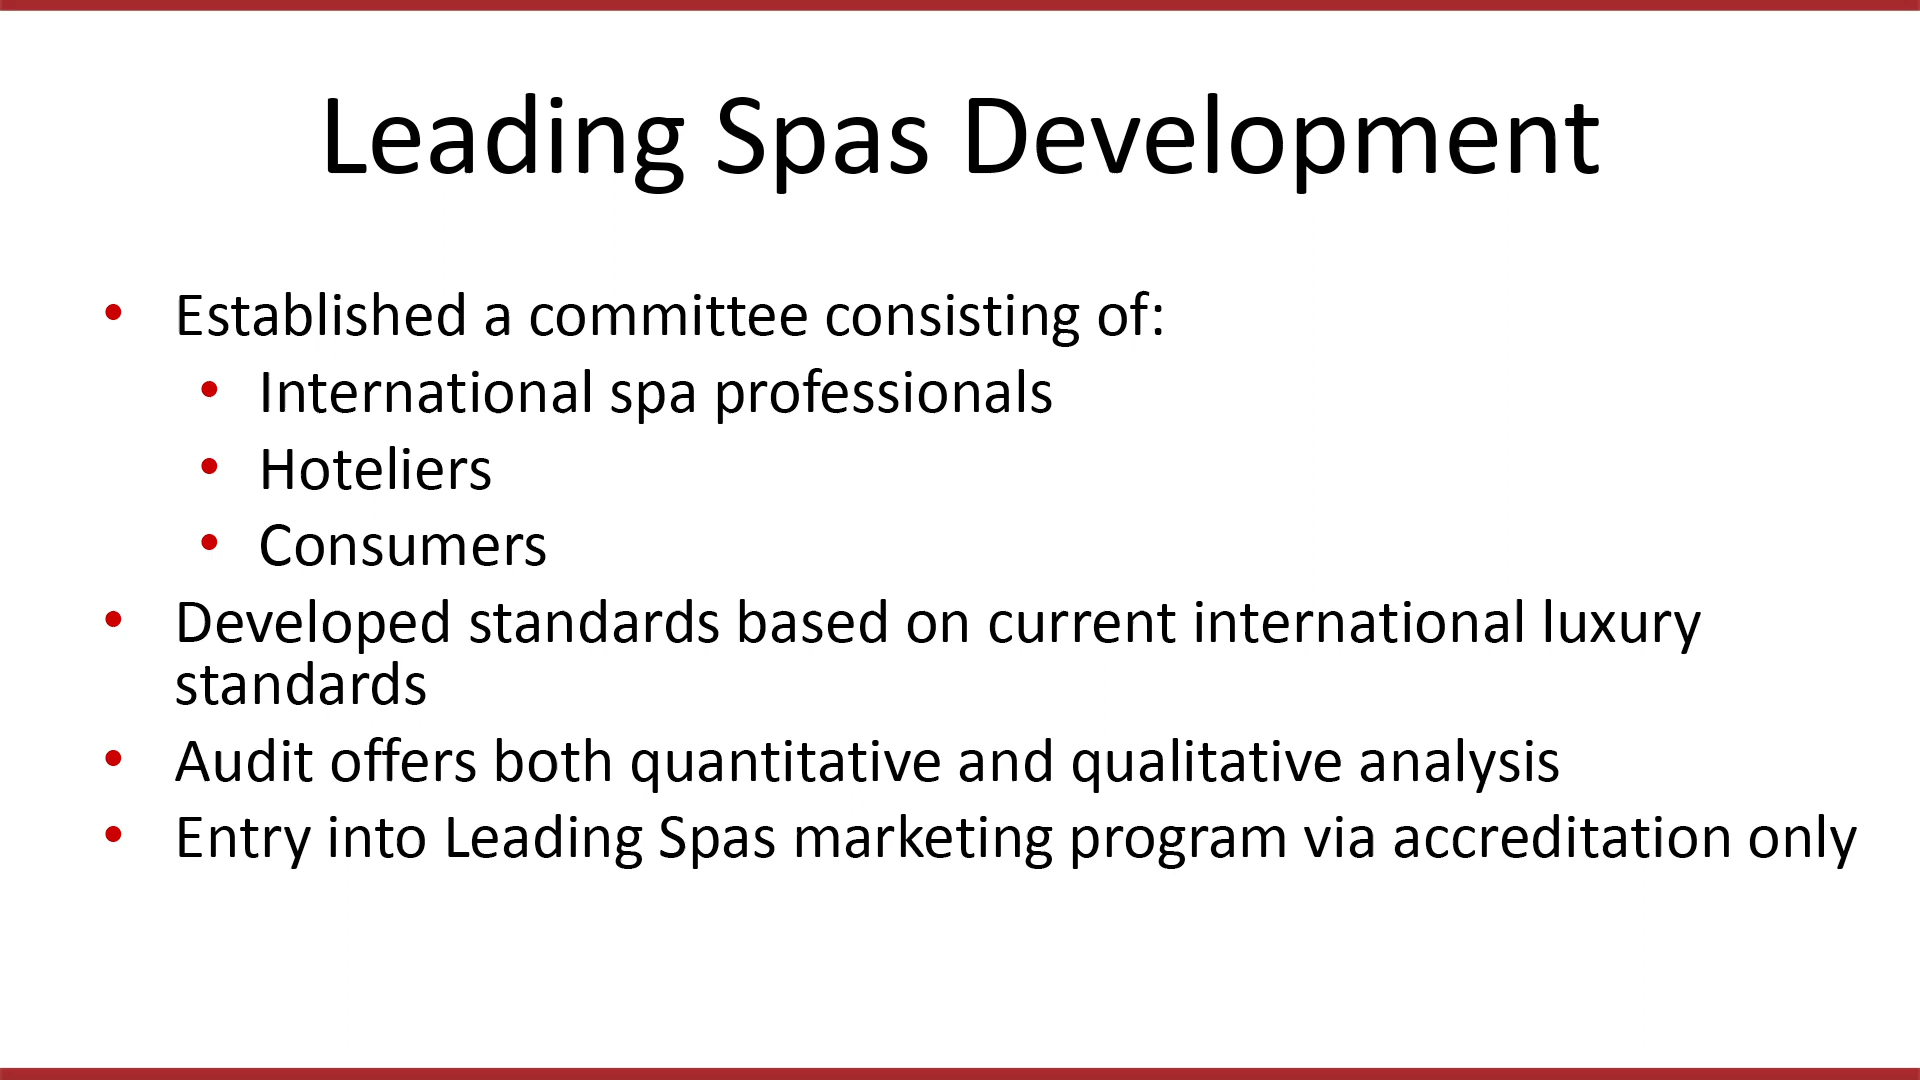 Leading Spas Development
• Established a committee consisting of:
• International spa professionals
• Hoteliers
• Consumers
• Developed standards based on current international luxury
standards
• Audit offers both quantitative and qualitative analysis
• Entry into Leading Spas marketing program via accreditation only